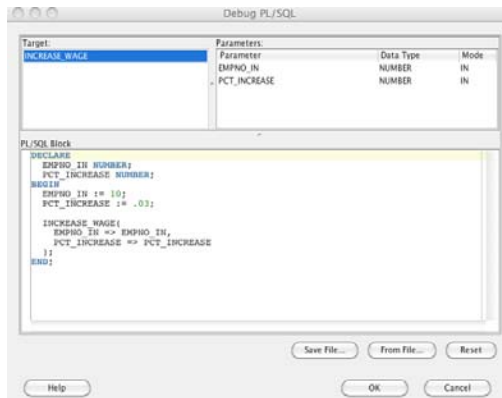 Debug PL/SQL
Target:
INCREASE_WAGE
Parameters:
Parameter Data Type Mode
EMPNO_IN NUMBER IN
PCT_INCREASE NUMBER IN
PL/SQL Block
DECLARE
EMPNO_IN NUMBER;
PCT_INCREASE NUMBER;
BEGIN
EMPNO_IN := 10;
PCT_INCREASE := .03;
INCREASE_WAGE(
EMPNO_IN => EMPNO_IN,
PCT_INCREASE => PCT_INCREASE
);
END;
Save File... From File... Reset
Help OK Cancel